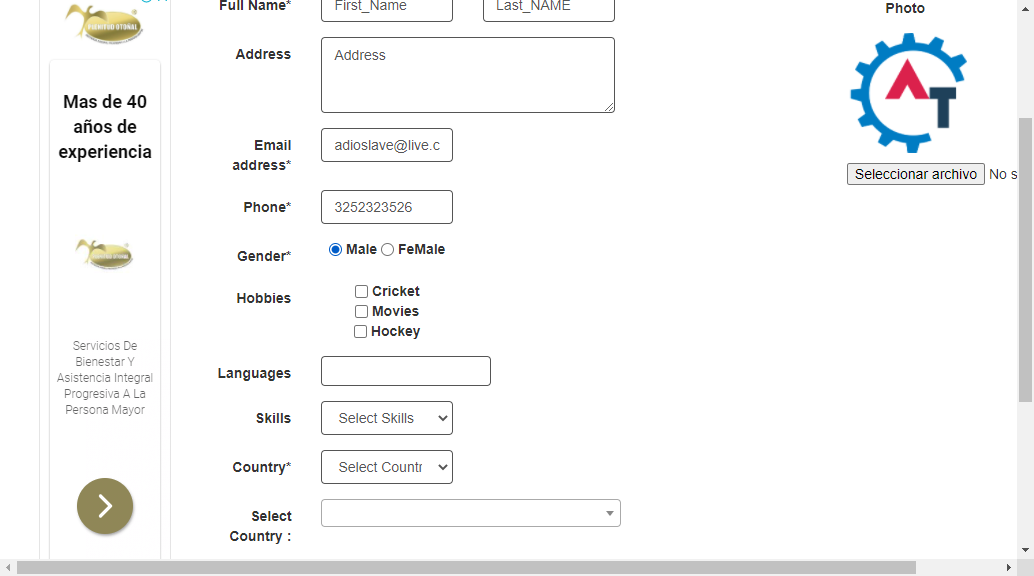 Full Name*
First_Name
Last_NAME
Photo
Address
Address
Mas de 40
años de
experiencia
AT
Email
address*
adioslave@live.c
Seleccionar archivo No s
Phone*
3252323526
Gender*
Male FeMale
Hobbies
Cricket
Movies
Hockey
Servicios De
Bienestar Y
Asistencia Integral
Progresiva A La
Persona Mayor
Languages
Skills
Select Skills
Country*
Select Countr
Select
Country :